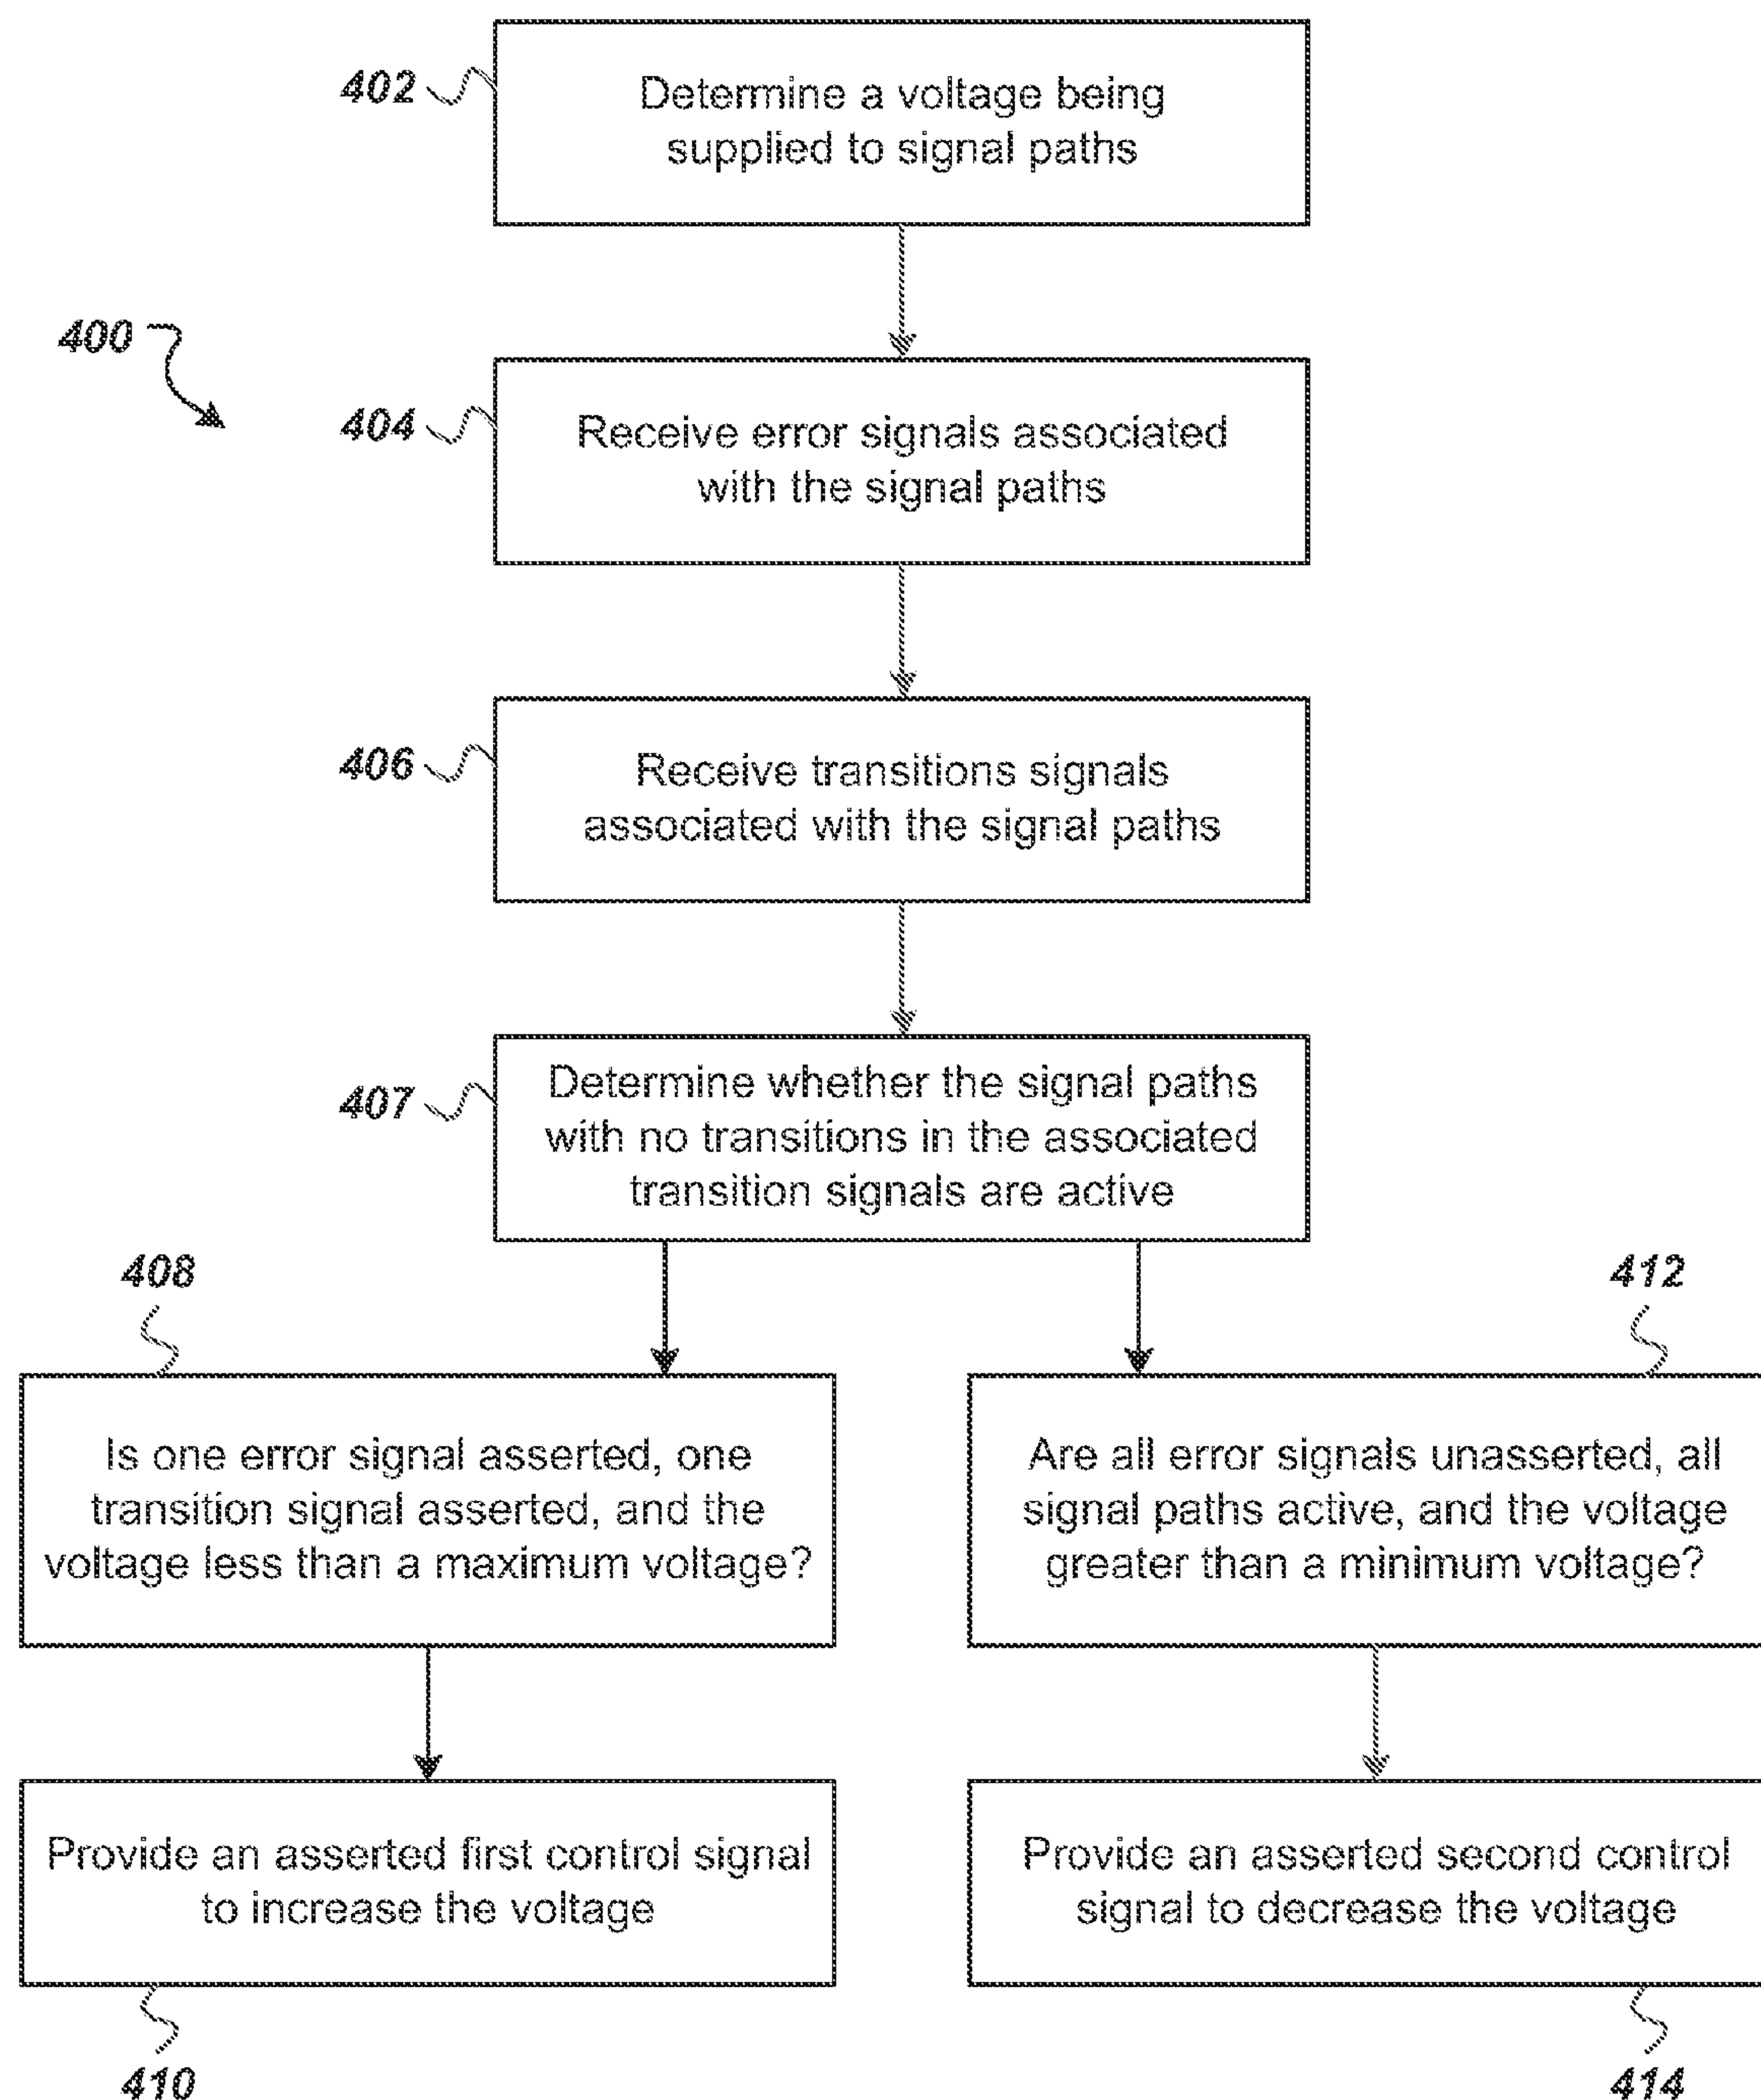 402
Determine a voltage being
supplied to signal paths
400
404
Receive error signals associated
with the signal paths
406
Receive transitions signals
associated with the signal paths
407
Determine whether the signal paths
with no transitions in the associated
transition signals are active
408
412
Is one error signal asserted, one
transition signal asserted, and the
voltage less than a maximum voltage?
Are all error signals unasserted, all
signal paths active, and the voltage
greater than a minimum voltage?
Provide an asserted first control signal
to increase the voltage
Provide an asserted second control
signal to decrease the voltage
410
414